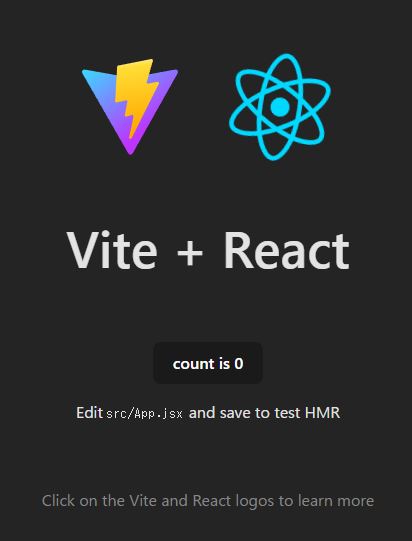 Vite + React
count is 0
Edit src/App.jsx and save to test HMR
Click on the Vite and React logos to learn more